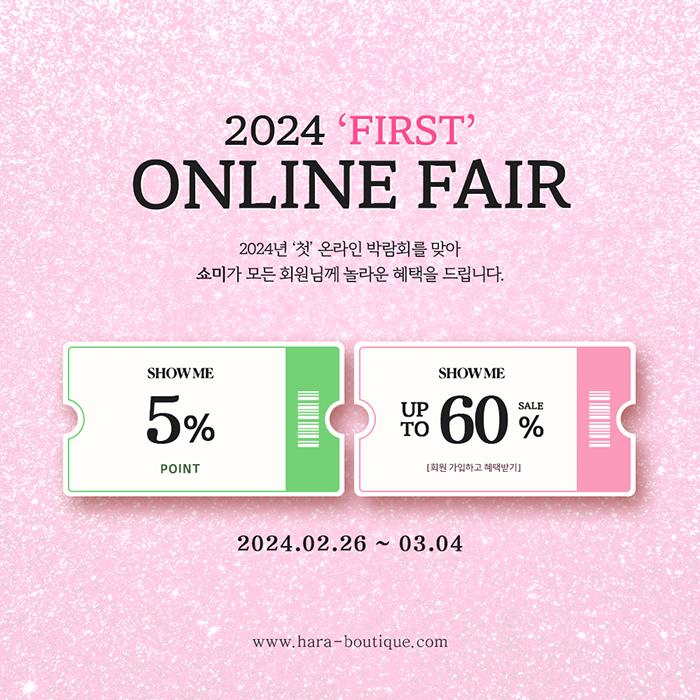 2024 ‘FIRST’
ONLINE FAIR
2024년 ‘첫’ 온라인 박람회를 맞아
쇼미가 모든 회원님께 놀라운 혜택을 드립니다.
SHOW ME
5%
POINT
SHOW ME
UP TO 60% SALE
[회원 가입하고 혜택받기]
2024.02.26 ~ 03.04
www.hara-boutique.com